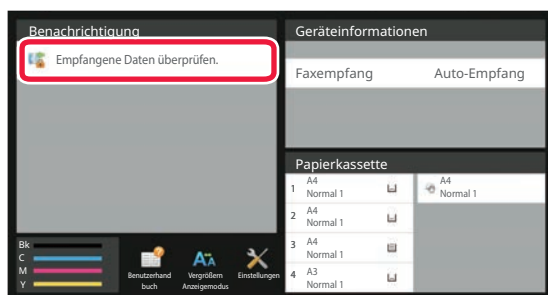 Benachrichtigung
Empfangene Daten überprüfen.
Geräteinformationen
Faxempfang Auto-Empfang
Papierkassette
1 A4
Normal 1
A4
Normal 1
2 A4
Normal 1
3 A4
Normal 1
4 A3
Normal 1
Bk
C
M
Y
Benutzerhand
buch
Vergrößern
Anzeigemodus
Einstellungen